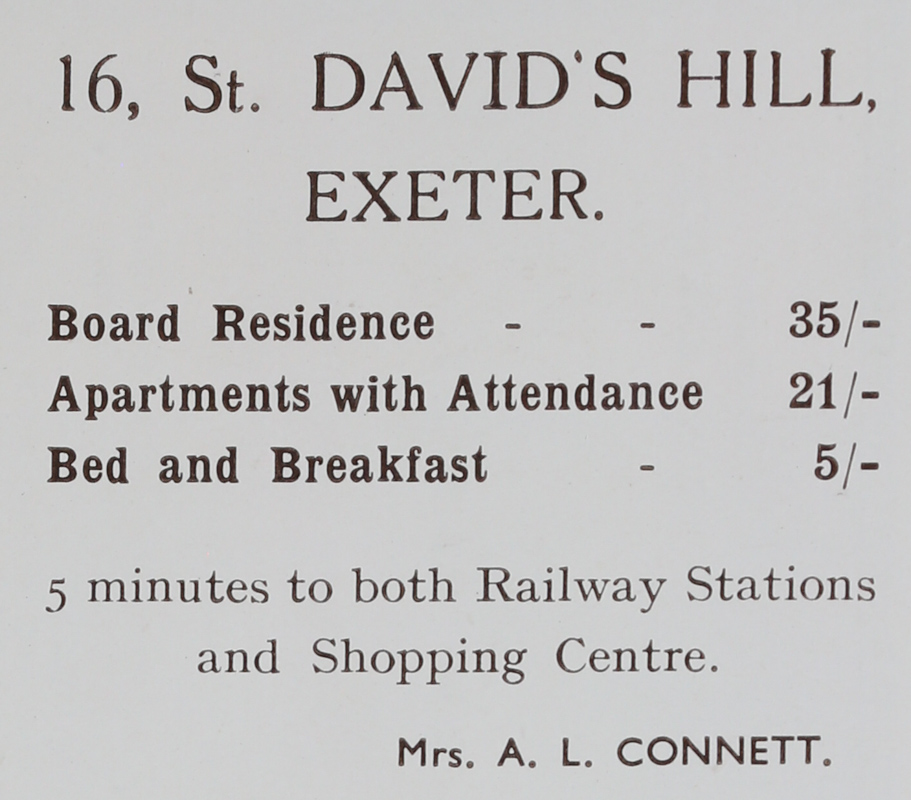 16, St. DAVID'S HILL,
EXETER.
Board Residence - - 35/-
Apartments with Attendance 21/-
Bed and Breakfast - 5/-
5 minutes to both Railway Stations
and Shopping Centre.
Mrs. A. L. CONNETT.